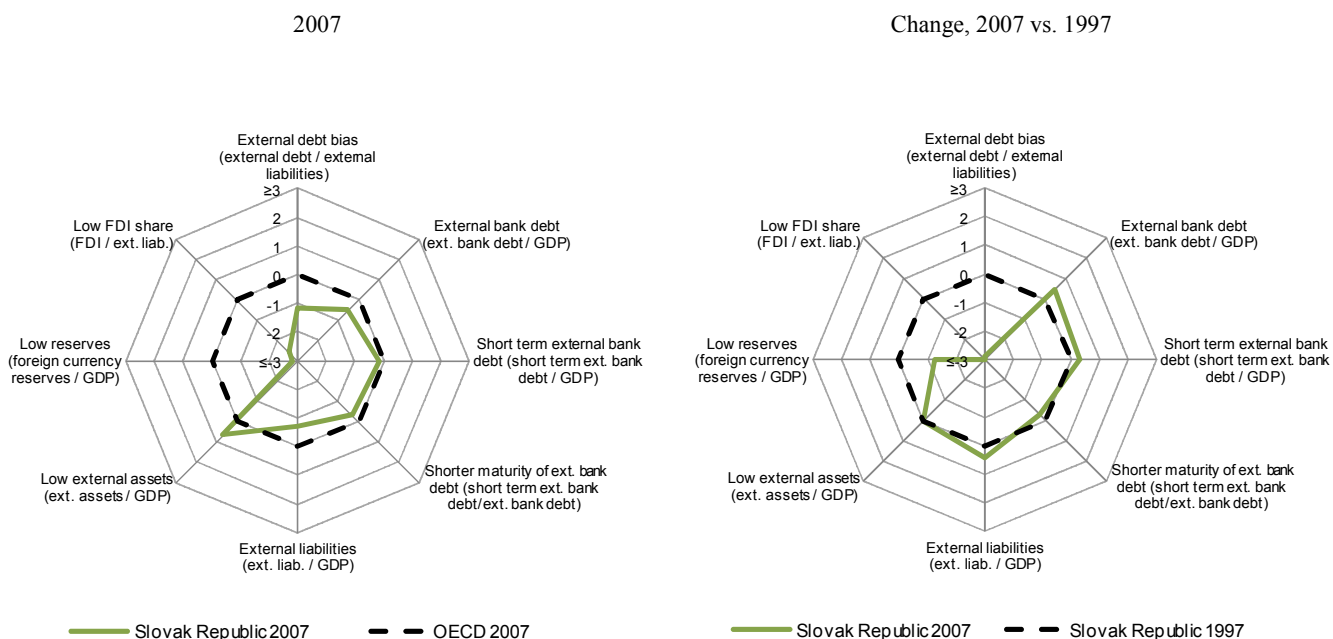 2007
External debt bias
(external debt / external
liabilities)
≥3
2
1
0
-1
-2
≤-3
External bank debt
(ext. bank debt / GDP)
Short term external bank
debt (short term ext. bank
debt / GDP)
Shorter maturity of ext. bank
debt (short term ext. bank
debt/ext. bank debt)
External liabilities
(ext. liab. / GDP)
Low external assets
(ext. assets / GDP)
Low reserves
(foreign currency
reserves / GDP)
Low FDI share
(FDI / ext. liab.)
Slovak Republic 2007
OECD 2007
Change, 2007 vs. 1997
External debt bias
(external debt / external
liabilities)
≥3
2
1
0
-1
-2
≤-3
External bank debt
(ext. bank debt / GDP)
Short term external bank
debt (short term ext. bank
debt / GDP)
Shorter maturity of ext. bank
debt (short term ext. bank
debt/ext. bank debt)
External liabilities
(ext. liab. / GDP)
Low external assets
(ext. assets / GDP)
Low reserves
(foreign currency
reserves / GDP)
Low FDI share
(FDI / ext. liab.)
Slovak Republic 2007
Slovak Republic 1997